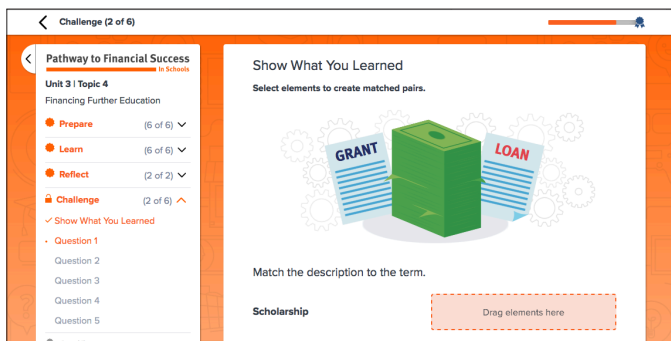 Challenge (2 of 6)
Pathway to Financial Success
In Schools
Unit 3 | Topic 4
Financing Further Education
Prepare (6 of 6)
Learn (6 of 6)
Reflect (2 of 2)
Challenge (2 of 6)
Show What You Learned
Question 1
Question 2
Question 3
Question 4
Question 5
Show What You Learned
Select elements to create matched pairs.
GRANT
LOAN
Match the description to the term.
Scholarship
Drag elements here